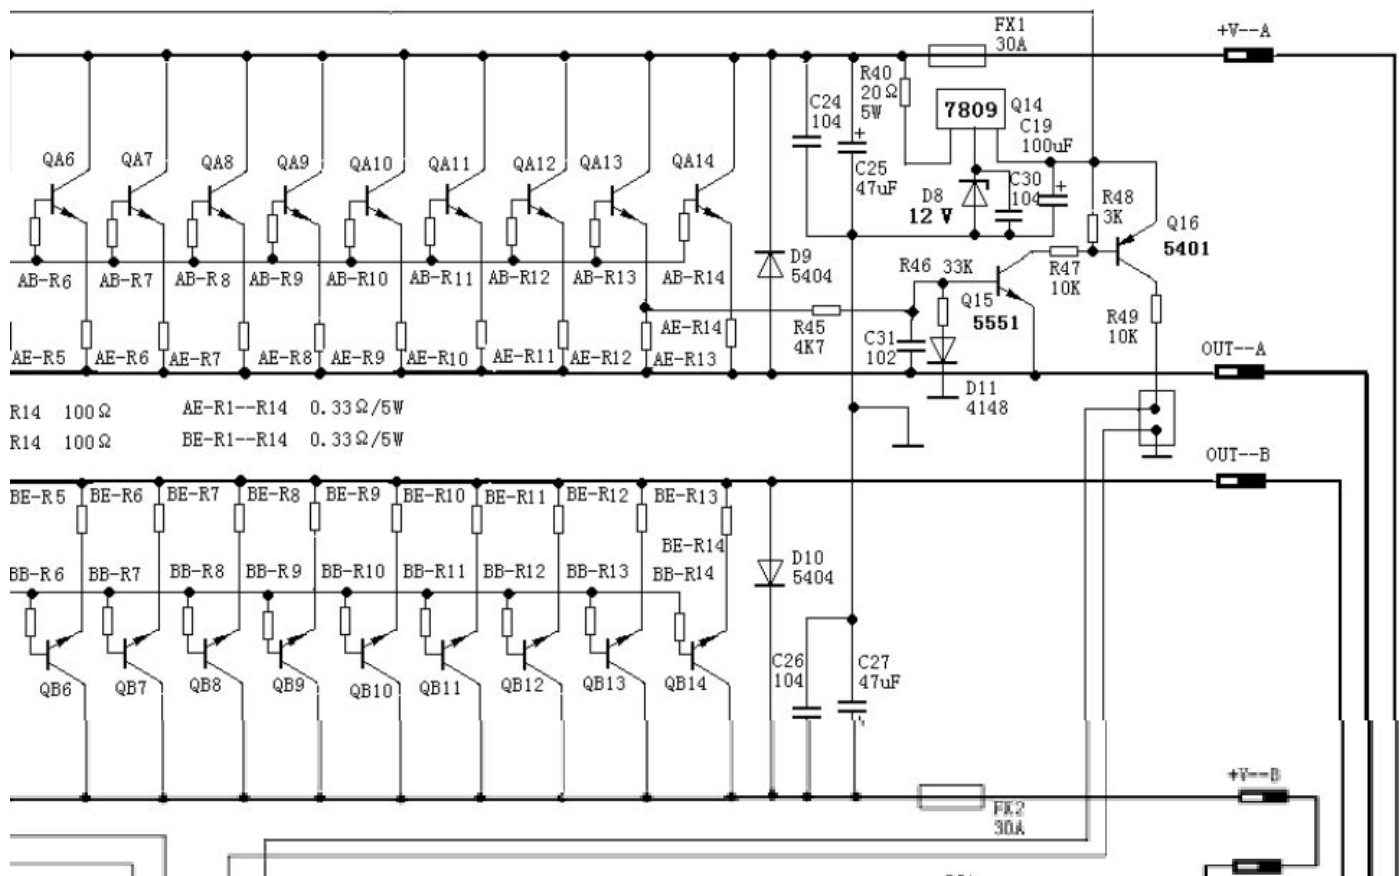 FX1
30A
+V--A
R40
20Ω
5W
C24
104
7809
Q14
C19
100uF
QA6
QA7
QA8
QA9
QA10
QA11
QA12
QA13
QA14
C25
47uF
D8
12 V
C30
104
R48
3K
Q16
5401
AB-R6
AB-R7
AB-R8
AB-R9
AB-R10
AB-R11
AB-R12
AB-R13
AB-R14
D9
5404
R46 33K
Q15
5551
R47
10K
R49
10K
AE-R14
R45
4K7
C31
102
AE-R5
AE-R6
AE-R7
AE-R8
AE-R9
AE-R10
AE-R11
AE-R12
AE-R13
OUT--A
D11
4148
R14 100Ω AE-R1--R14 0.33Ω/5W
R14 100Ω BE-R1--R14 0.33Ω/5W
OUT--B
BE-R5
BE-R6
BE-R7
BE-R8
BE-R9
BE-R10
BE-R11
BE-R12
BE-R13
BE-R14
BB-R6
BB-R7
BB-R8
BB-R9
BB-R10
BB-R11
BB-R12
BB-R13
BB-R14
D10
5404
QB6
QB7
QB8
QB9
QB10
QB11
QB12
QB13
QB14
C26
104
C27
47uF
+V--B
FX2
30A